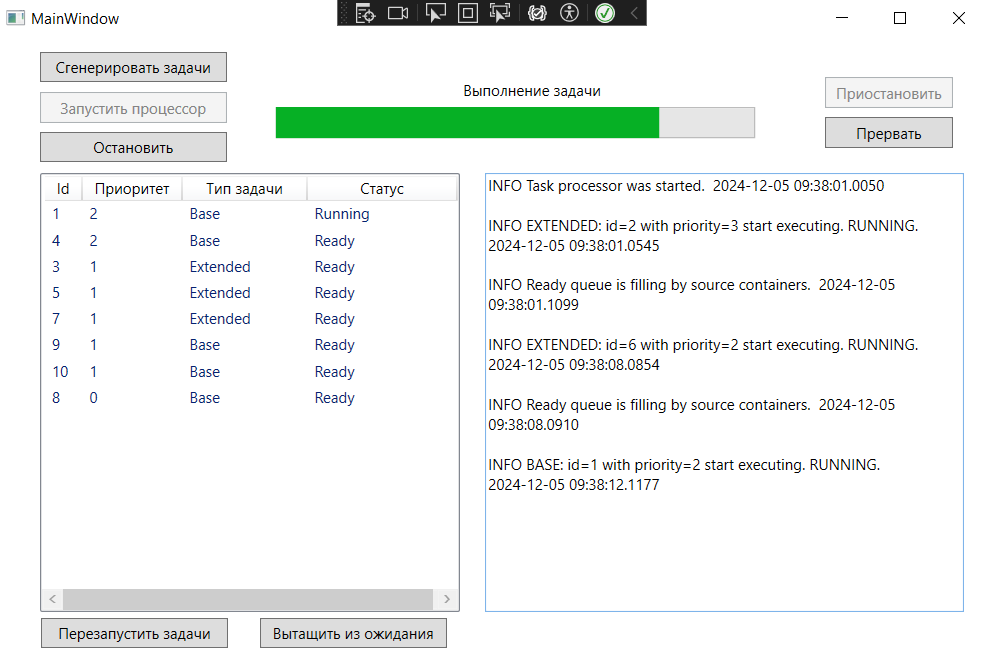 MainWindow
Сгенерировать задачи
Запустить процессор
Остановить
Выполнение задачи
Приостановить
Прервать
Id Приоритет Тип задачи Статус
1 2 Base Running
4 2 Base Ready
3 1 Extended Ready
5 1 Extended Ready
7 1 Extended Ready
9 1 Base Ready
10 1 Base Ready
8 0 Base Ready
INFO Task processor was started.  2024-12-05 09:38:01.0050
INFO EXTENDED: id=2 with priority=3 start executing. RUNNING.
2024-12-05 09:38:01.0545
INFO Ready queue is filling by source containers.  2024-12-05
09:38:01.1099
INFO EXTENDED: id=6 with priority=2 start executing. RUNNING.
2024-12-05 09:38:08.0854
INFO Ready queue is filling by source containers.  2024-12-05
09:38:08.0910
INFO BASE: id=1 with priority=2 start executing. RUNNING.
2024-12-05 09:38:12.1177
Перезапустить задачи
Вытащить из ожидания